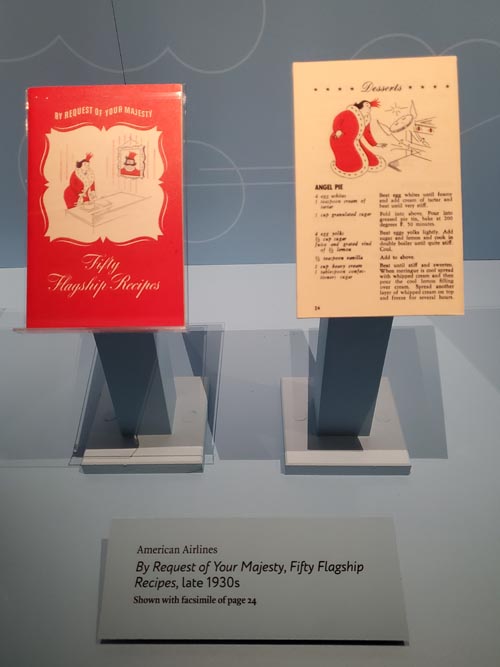 BY REQUEST OF YOUR MAJESTY
Fifty
Flagship Recipes
Desserts
ANGEL PIE
4 egg whites
1 teaspoon cream of
tartar
1 cup granulated sugar
4 egg yolks
½ cup sugar
Juice and grated rind
of ½ lemon
½ teaspoon vanilla
1 cup heavy cream
1 tablespoon confec-
tioners sugar
Beat egg whites until foamy
and add cream of tartar and
beat until very stiff.
Fold into above. Pour into
greased pie tin, bake at 300
degrees F. 50 minutes.
Beat eggs yolks lightly. Add
sugar and lemon and cook in
double boiler until quite stiff.
Cool.
Add to above.
Beat until stiff and sweeten.
When meringue is cool spread
with whipped cream and then
pour the cool lemon filling
over cream. Spread another
layer of whipped cream on top
and freeze for several hours.
24
American Airlines
By Request of Your Majesty, Fifty Flagship
Recipes, late 1930s
Shown with facsimile of page 24